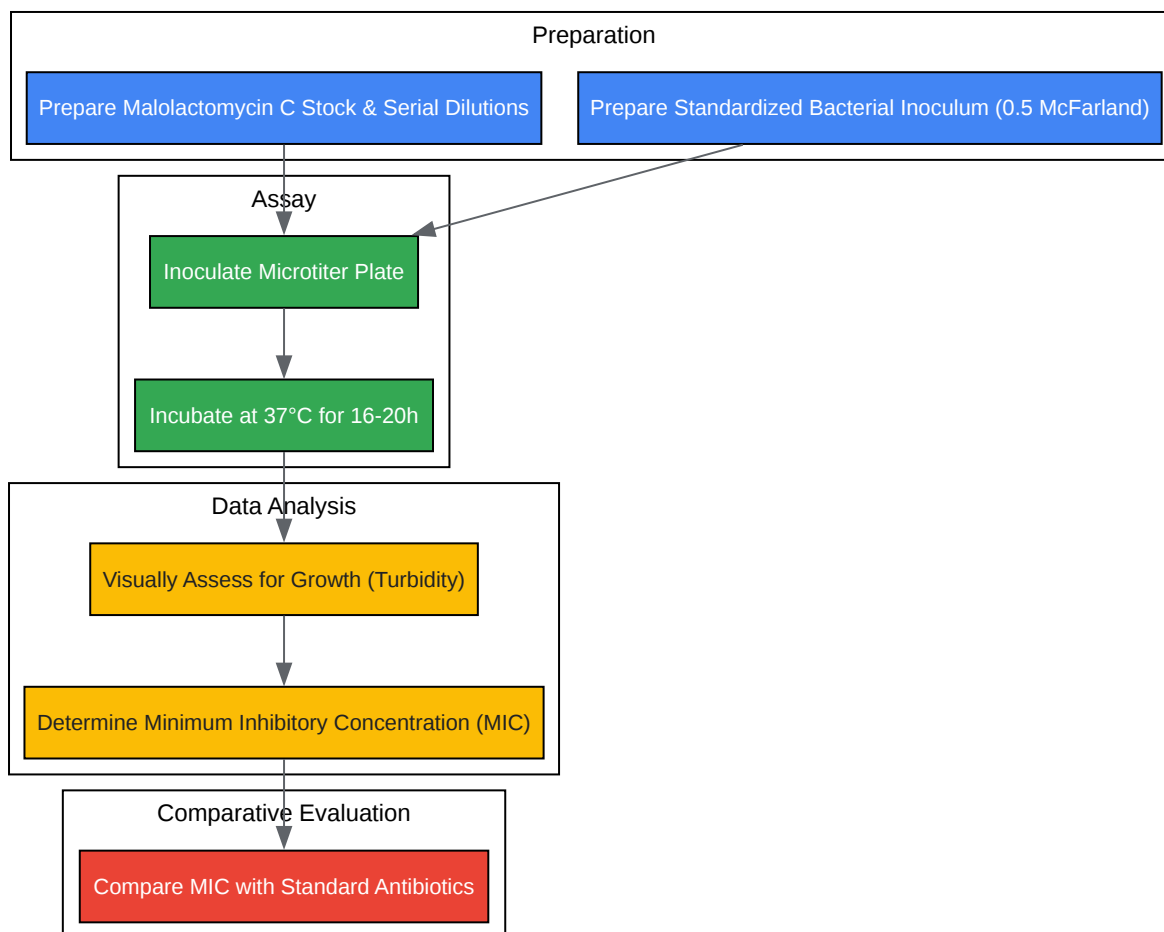 Preparation
Prepare Malolactomycin C Stock & Serial Dilutions
Prepare Standardized Bacterial Inoculum (0.5 McFarland)
Assay
Inoculate Microtiter Plate
Incubate at 37°C for 16-20h
Data Analysis
Visually Assess for Growth (Turbidity)
Determine Minimum Inhibitory Concentration (MIC)
Comparative Evaluation
Compare MIC with Standard Antibiotics